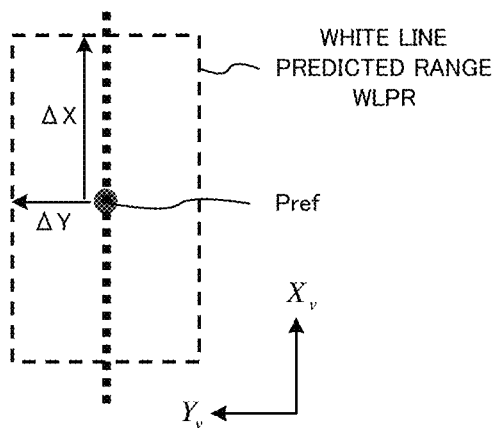 WHITE LINE
PREDICTED RANGE
WLPR
ΔX
ΔY
Pref
Xv
Yv